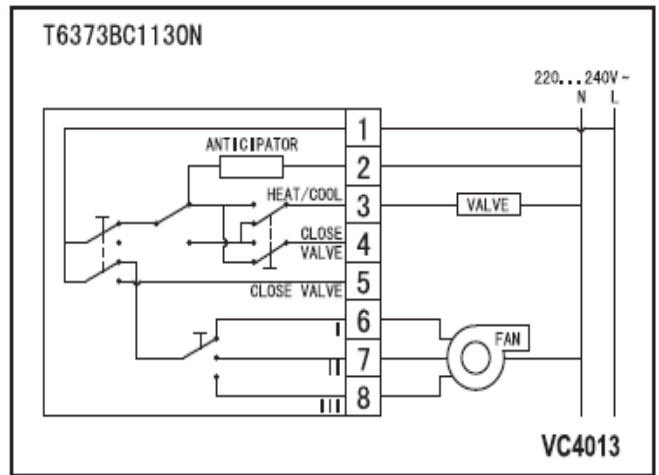 T6373BC1130N
220...240V~
N L
1
ANTICIPATOR
2
HEAT/COOL
3
VALVE
CLOSE
VALVE
4
CLOSE VALVE
5
I
6
FAN
II
7
III
8
VC4013